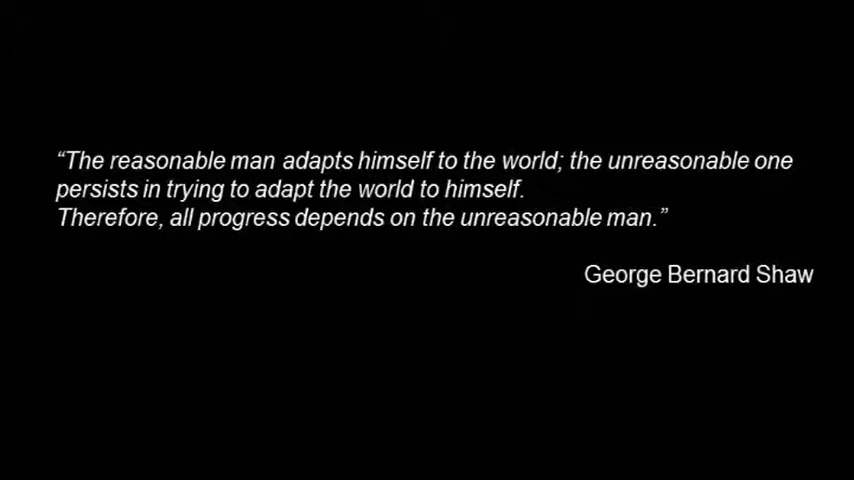 “The reasonable man adapts himself to the world; the unreasonable one
persists in trying to adapt the world to himself.
Therefore, all progress depends on the unreasonable man.”
George Bernard Shaw